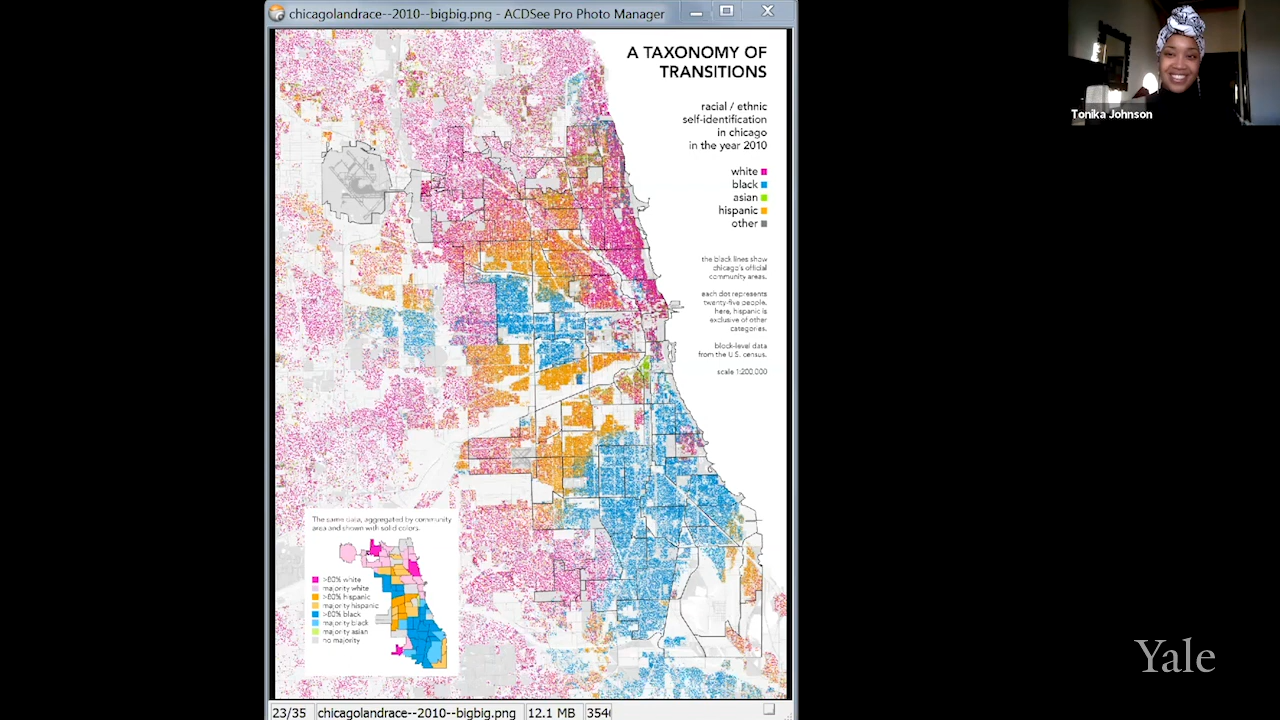 chicagolandrace--2010--bigbig.png - ACDSee Pro Photo Manager
A TAXONOMY OF
TRANSITIONS
racial / ethnic
self-identification
in chicago
in the year 2010
white
black
asian
hispanic
other
the black lines show
chicago's official
community areas.
each dot represents
twenty-five people.
here, hispanic is
exclusive of other
categories.
block-level data
from the U.S. census.
scale 1:200,000
The same data, aggregated by community
area and shown with solid colors.
>80% white
majority white
>80% hispanic
majority hispanic
>80% black
majority black
majority asian
no majority
23/35
chicagolandrace--2010--bigbig.png
12.1 MB
Tonika Johnson
Yale